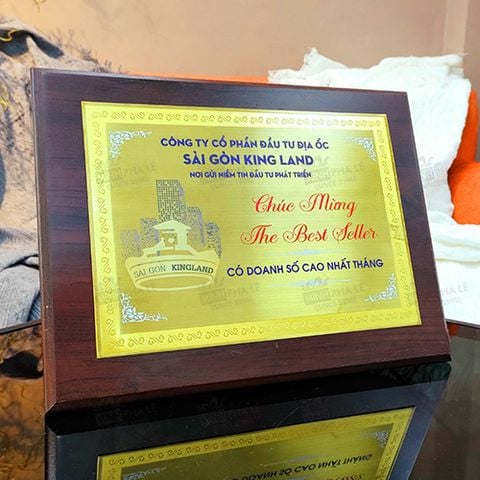 CÔNG TY CỔ PHẦN ĐẦU TƯ ĐỊA ỐC
SÀI GÒN KING LAND
NƠI GỬI NIỀM TIN ĐẦU TƯ PHÁT TRIỂN
Chúc Mừng
The Best Seller
CÓ DOANH SỐ CAO NHẤT THÁNG
SAI GON KINGLAND